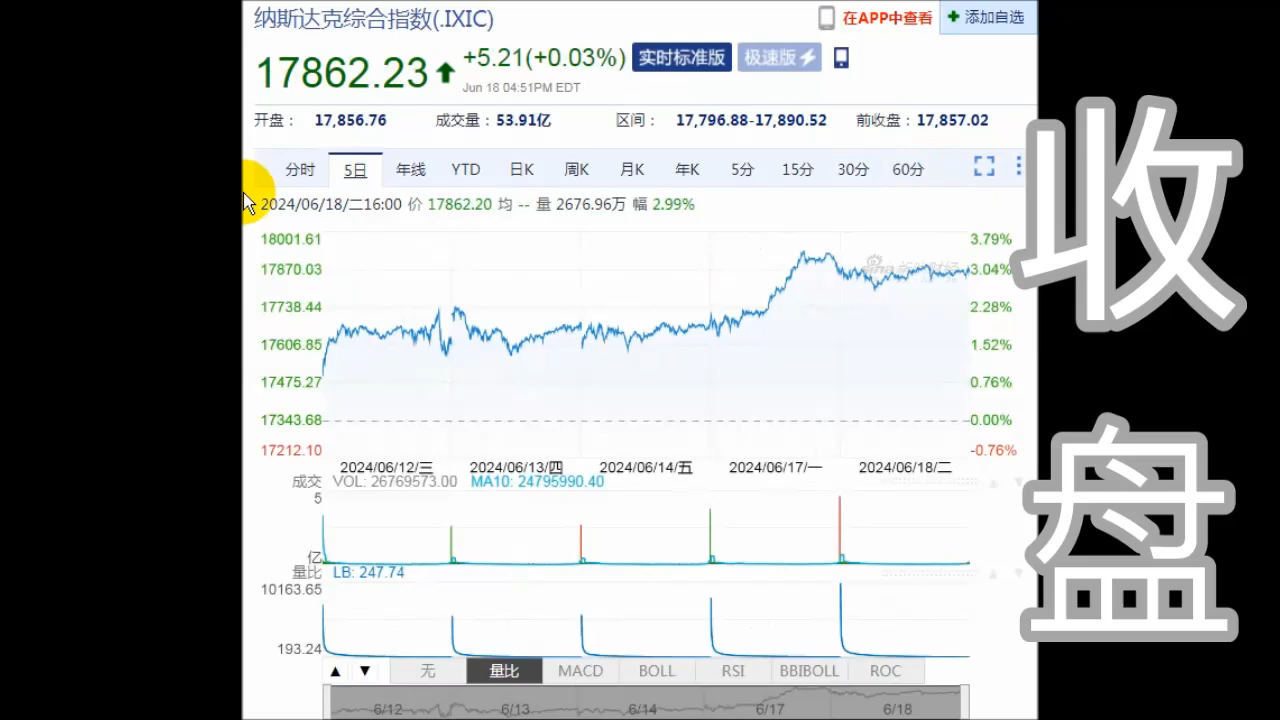 纳斯达克综合指数(.IXIC)
在APP中查看
添加自选
17862.23
+5.21(+0.03%)
实时标准版
极速版
Jun 18 04:51PM EDT
开盘： 17,856.76 成交量：53.91亿 区间： 17,796.88-17,890.52 前收盘：17,857.02
分时 5日 年线 YTD 日K 周K 月K 年K 5分 15分 30分 60分
2024/06/18/二16:00 价 17862.20 均 -- 量 2676.96万 幅 2.99%
18001.61 3.79%
17870.03 3.04%
17738.44 2.28%
17606.85 1.52%
17475.27 0.76%
17343.68 0.00%
17212.10 -0.76%
2024/06/12/三 2024/06/13/四 2024/06/14/五 2024/06/17/一 2024/06/18/二
成交 VOL: 26769573.00 MA10: 24795990.40
5
亿
量比 LB: 247.74
10163.65
193.24
无 量比 MACD BOLL RSI BBIBOLL ROC
6/12 6/13 6/14 6/17 6/18
收
盘